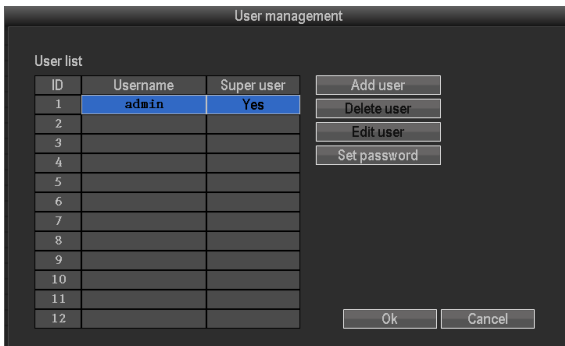 User management
User list
ID Username Super user Add user
1 admin Yes Delete user
2 Edit user
3 Set password
4
5
6
7
8
9
10
11
12 Ok Cancel